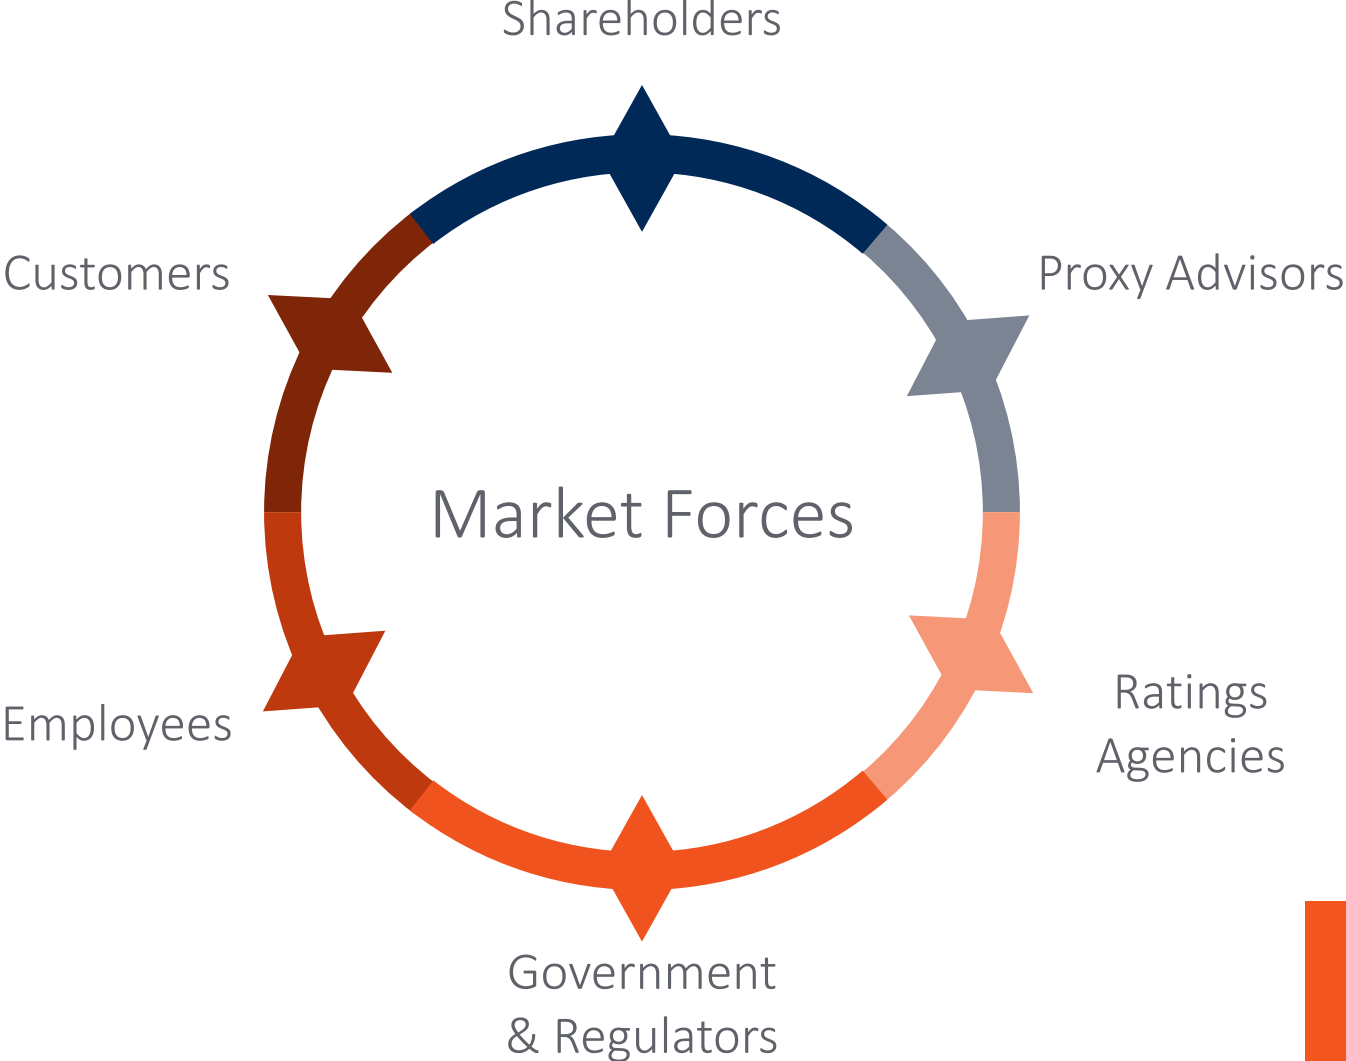 Shareholders
Customers
Proxy Advisors
Market Forces
Employees
Ratings
Agencies
Government
& Regulators